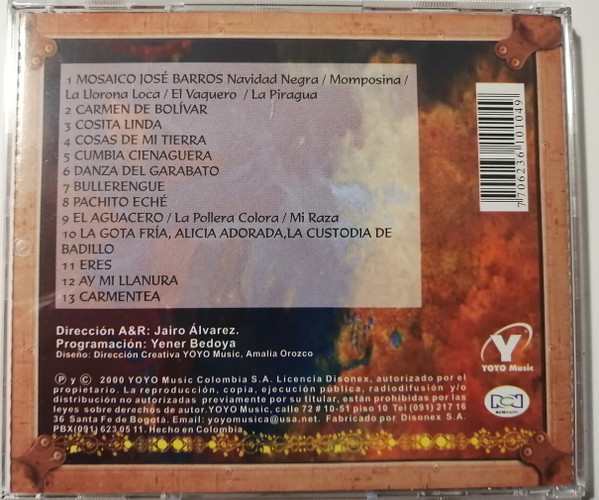 1 MOSAICO JOSÉ BARROS Navidad Negra / Momposina /
La Llorona Loca / El Vaquero / La Piragua
2 CARMEN DE BOLÍVAR
3 COSITA LINDA
4 COSAS DE MI TIERRA
5 CUMBIA CIENAGUERA
6 DANZA DEL GARABATO
7 BULLERENGUE
8 PACHITO ECHÉ
9 EL AGUACERO / La Pollera Colora / Mi Raza
10 LA GOTA FRÍA, ALICIA ADORADA,LA CUSTODIA DE
BADILLO
11 ERES
12 AY MI LLANURA
13 CARMENTEA
7 706236 101049
Dirección A&R: Jairo Álvarez.
Programación: Yener Bedoya
Diseño: Dirección Creativa YOYO Music, Amalia Orozco
Y
YOYO Music
RCN
RCN RADIO
Ⓟ y Ⓒ 2000 YOYO Music Colombia S.A. Licencia Disonex, autorizado por el
propietario. La reproducción, copia, ejecución pública, radiodifusión y/o
distribución no autorizadas previamente por su titular, están prohibidas por las
leyes sobre derechos de autor.YOYO Music, calle 72 # 10-51 piso 10 Tel (091) 217 16
36 Santa Fe de Bogotá. Email: yoyomusica@usa.net. Fabricado por Disonex S.A.
PBX(091) 623 05 11. Hecho en Colombia.